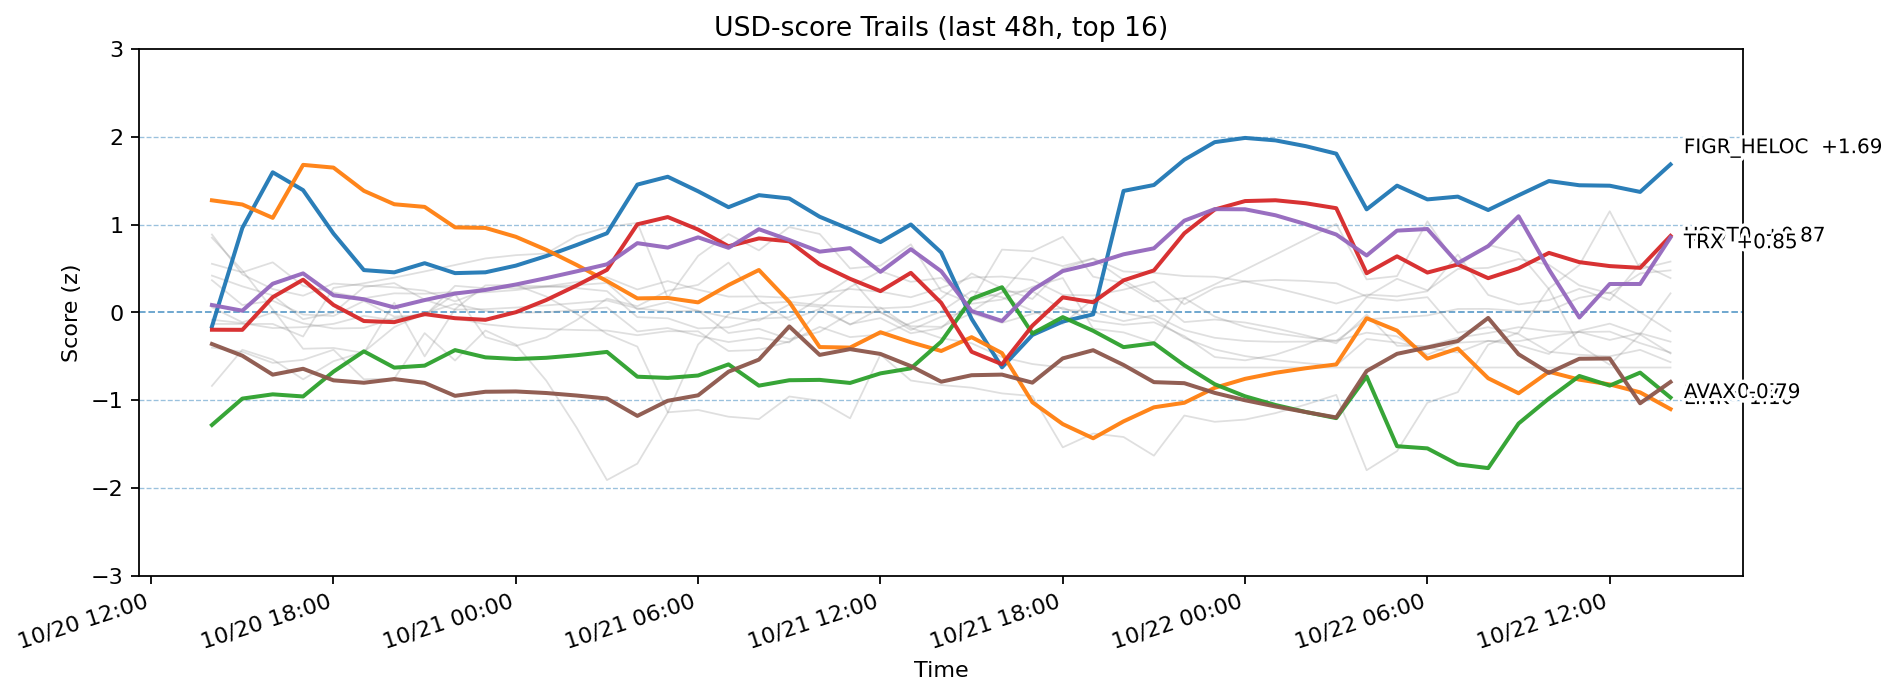 USD-score Trails (last 48h, top 16)
3
2
1
0
−1
−2
−3
Score (z)
FIGR_HELOC +1.69
TRX +0.85
AVAX -0.79
10/20 12:00
10/20 18:00
10/21 00:00
10/21 06:00
10/21 12:00
10/21 18:00
10/22 00:00
10/22 06:00
10/22 12:00
Time